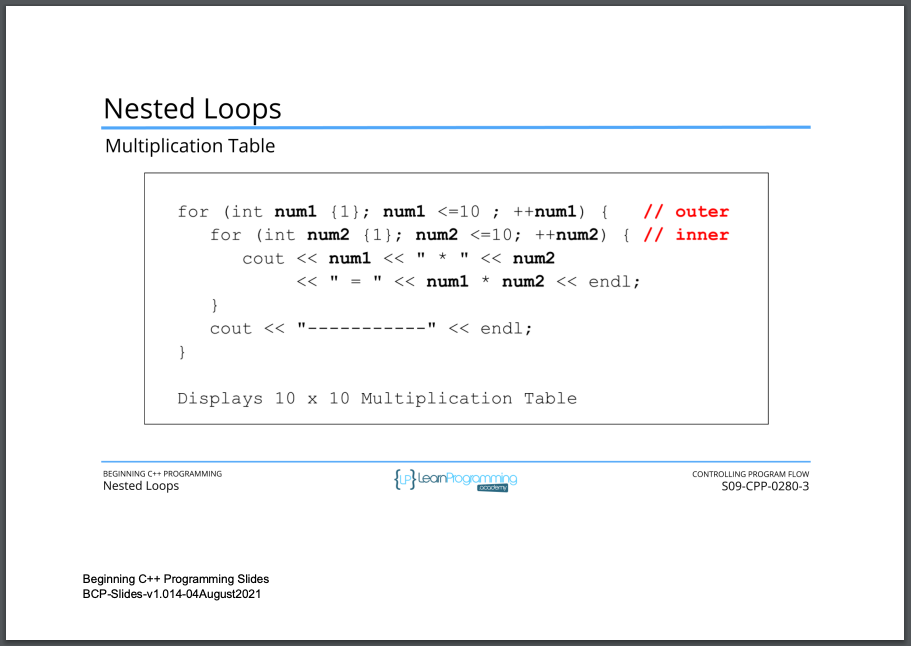 Nested Loops
Multiplication Table
for (int num1 {1}; num1 <=10 ; ++num1) {   // outer
   for (int num2 {1}; num2 <=10; ++num2) { // inner
      cout << num1 << " * " << num2
           << " = " << num1 * num2 << endl;
   }
   cout << "-----------" << endl;
}
Displays 10 x 10 Multiplication Table
BEGINNING C++ PROGRAMMING
Nested Loops
{LP} LearnProgramming
.academy
CONTROLLING PROGRAM FLOW
S09-CPP-0280-3
Beginning C++ Programming Slides
BCP-Slides-v1.014-04August2021